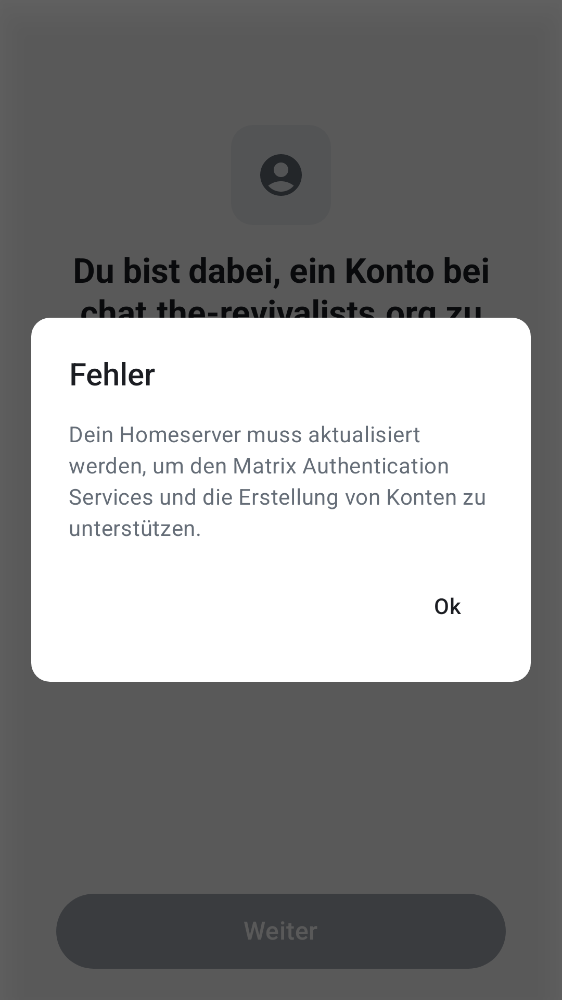 Du bist dabei, ein Konto bei
chat.the-revivalists.org zu
Fehler
Dein Homeserver muss aktualisiert
werden, um den Matrix Authentication
Services und die Erstellung von Konten zu
unterstützen.
Ok
Weiter